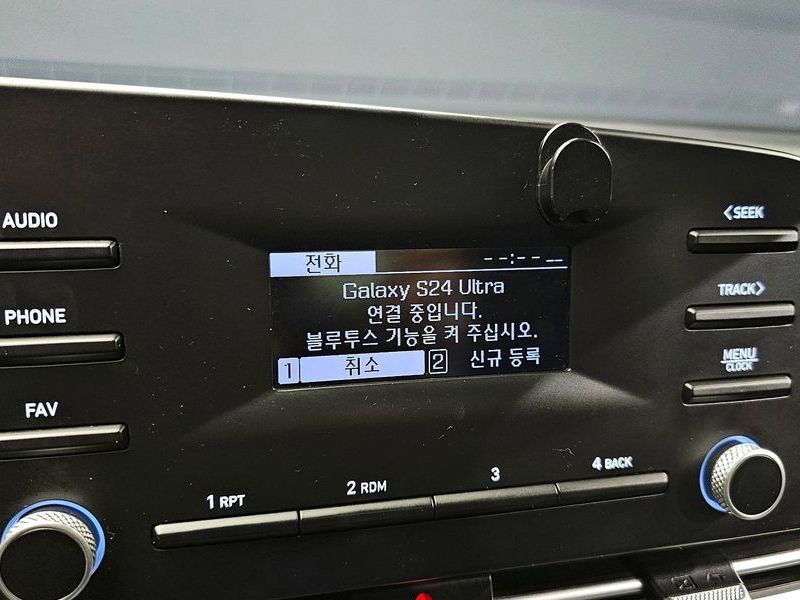 AUDIO
PHONE
FAV
전화 --:-- __
Galaxy S24 Ultra
연결 중입니다.
블루투스 기능을 켜 주십시오.
1 취소 2 신규 등록
<SEEK
TRACK>
MENU
CLOCK
1 RPT 2 RDM 3 4 BACK